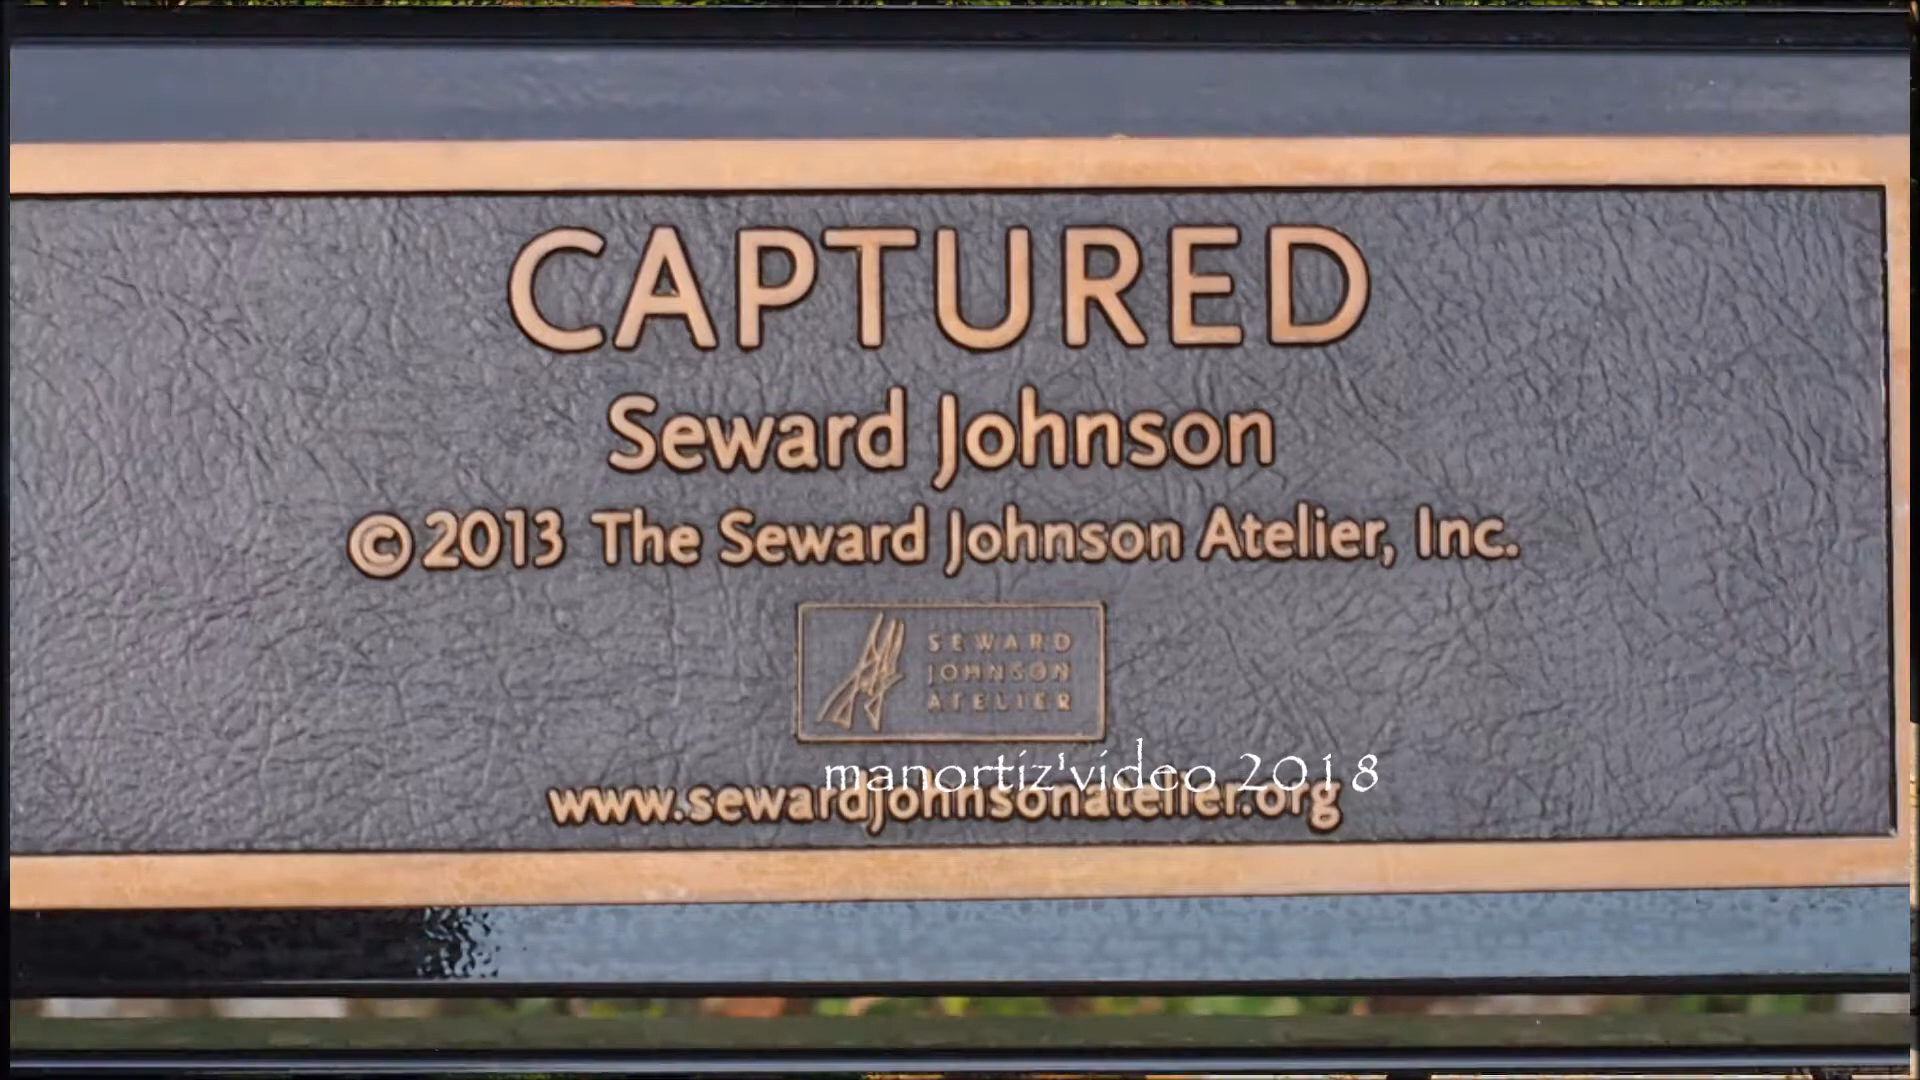 CAPTURED
Seward Johnson
©2013 The Seward Johnson Atelier, Inc.
SEWARD
JOHNSON
ATELIER
manortiz'video 2018
www.sewardjohnsonatelier.org